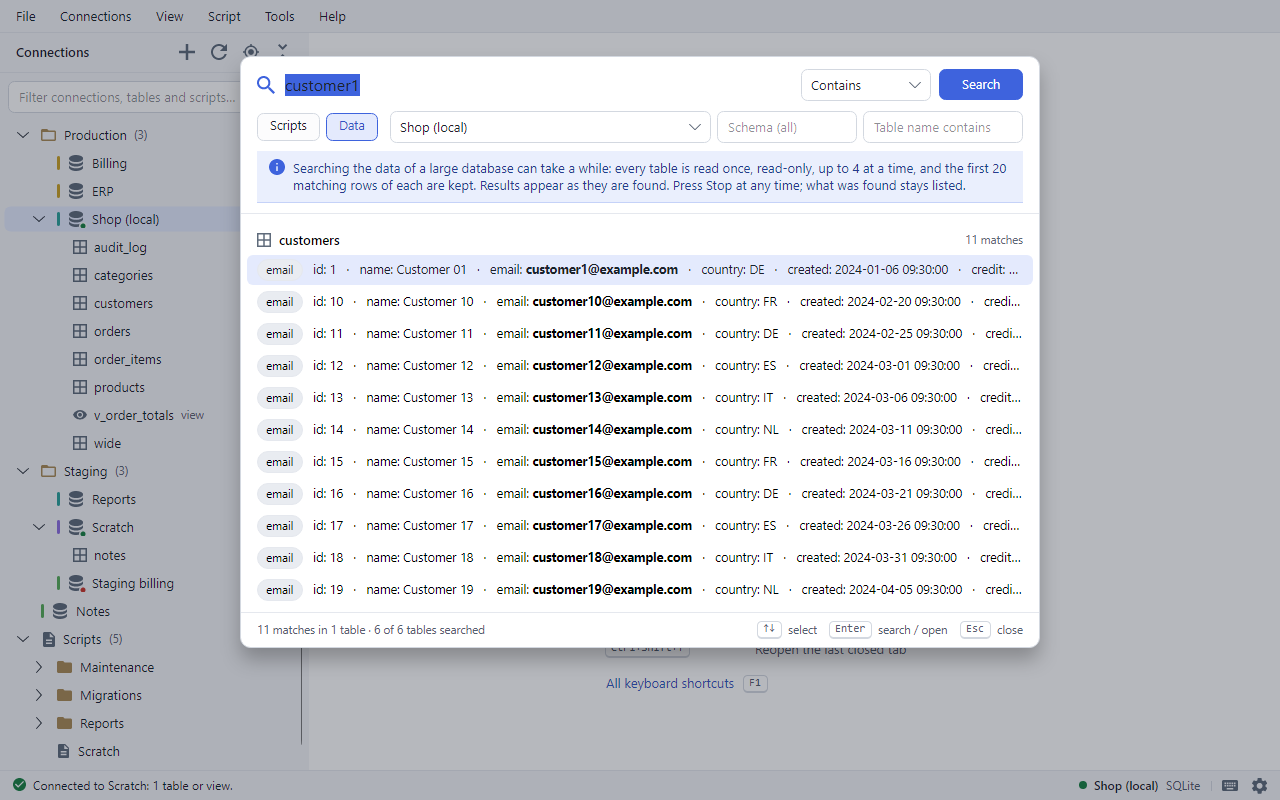 File Connections View Script Tools Help
Connections
Filter connections, tables and scripts...
Production (3)
Billing
ERP
Shop (local)
audit_log
categories
customers
orders
order_items
products
v_order_totals view
wide
Staging (3)
Reports
Scratch
notes
Staging billing
Notes
Scripts (5)
Maintenance
Migrations
Reports
Scratch
customer1
Contains
Search
Scripts Data Shop (local) Schema (all) Table name contains
Searching the data of a large database can take a while: every table is read once, read-only, up to 4 at a time, and the first 20
matching rows of each are kept. Results appear as they are found. Press Stop at any time; what was found stays listed.
customers 11 matches
email id: 1 · name: Customer 01 · email: customer1@example.com · country: DE · created: 2024-01-06 09:30:00 · credit: ...
email id: 10 · name: Customer 10 · email: customer10@example.com · country: FR · created: 2024-02-20 09:30:00 · credi...
email id: 11 · name: Customer 11 · email: customer11@example.com · country: DE · created: 2024-02-25 09:30:00 · credi...
email id: 12 · name: Customer 12 · email: customer12@example.com · country: ES · created: 2024-03-01 09:30:00 · credi...
email id: 13 · name: Customer 13 · email: customer13@example.com · country: IT · created: 2024-03-06 09:30:00 · credit...
email id: 14 · name: Customer 14 · email: customer14@example.com · country: NL · created: 2024-03-11 09:30:00 · credi...
email id: 15 · name: Customer 15 · email: customer15@example.com · country: FR · created: 2024-03-16 09:30:00 · credi...
email id: 16 · name: Customer 16 · email: customer16@example.com · country: DE · created: 2024-03-21 09:30:00 · credi...
email id: 17 · name: Customer 17 · email: customer17@example.com · country: ES · created: 2024-03-26 09:30:00 · credi...
email id: 18 · name: Customer 18 · email: customer18@example.com · country: IT · created: 2024-03-31 09:30:00 · credit...
email id: 19 · name: Customer 19 · email: customer19@example.com · country: NL · created: 2024-04-05 09:30:00 · credi...
11 matches in 1 table · 6 of 6 tables searched
↑↓ select Enter search / open Esc close
Reopen the last closed tab
All keyboard shortcuts F1
Connected to Scratch: 1 table or view.
Shop (local) SQLite